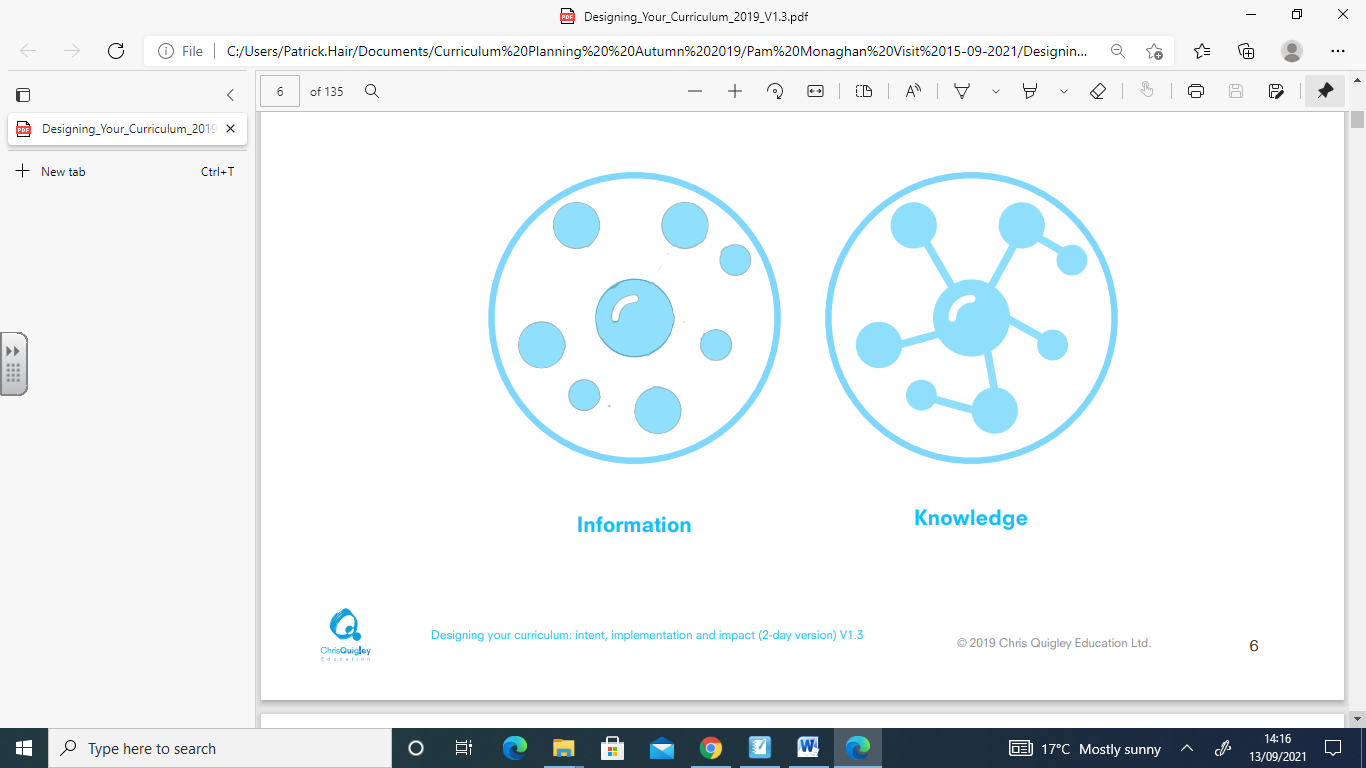 Designing_Your_Curriculum_2019_V1.3.pdf
File
C:/Users/Patrick.Hair/Documents/Curriculum%20Planning%20%20Autumn%202019/Pam%20Monaghan%20Visit%2015-09-2021/Designin...
6 of 135
Designing_Your_Curriculum_2019
New tab Ctrl+T
Information
Knowledge
ChrisQuigley
Education
Designing your curriculum: intent, implementation and impact (2-day version) V1.3
© 2019 Chris Quigley Education Ltd.
6
Type here to search
17°C Mostly sunny
14:16
13/09/2021